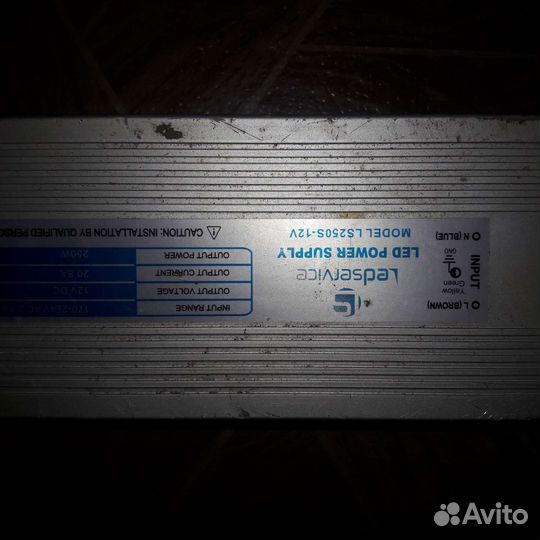 INPUT
L (BROWN)
Yellow
Green
GND
N (BLUE)
LS
Ledservice
LED POWER SUPPLY
MODEL LS250S-12V
INPUT RANGE
OUTPUT VOLTAGE 12V DC
OUTPUT CURRENT 20.8A
OUTPUT POWER 250W
CAUTION: INSTALLATION BY QUALIFIED
Avito